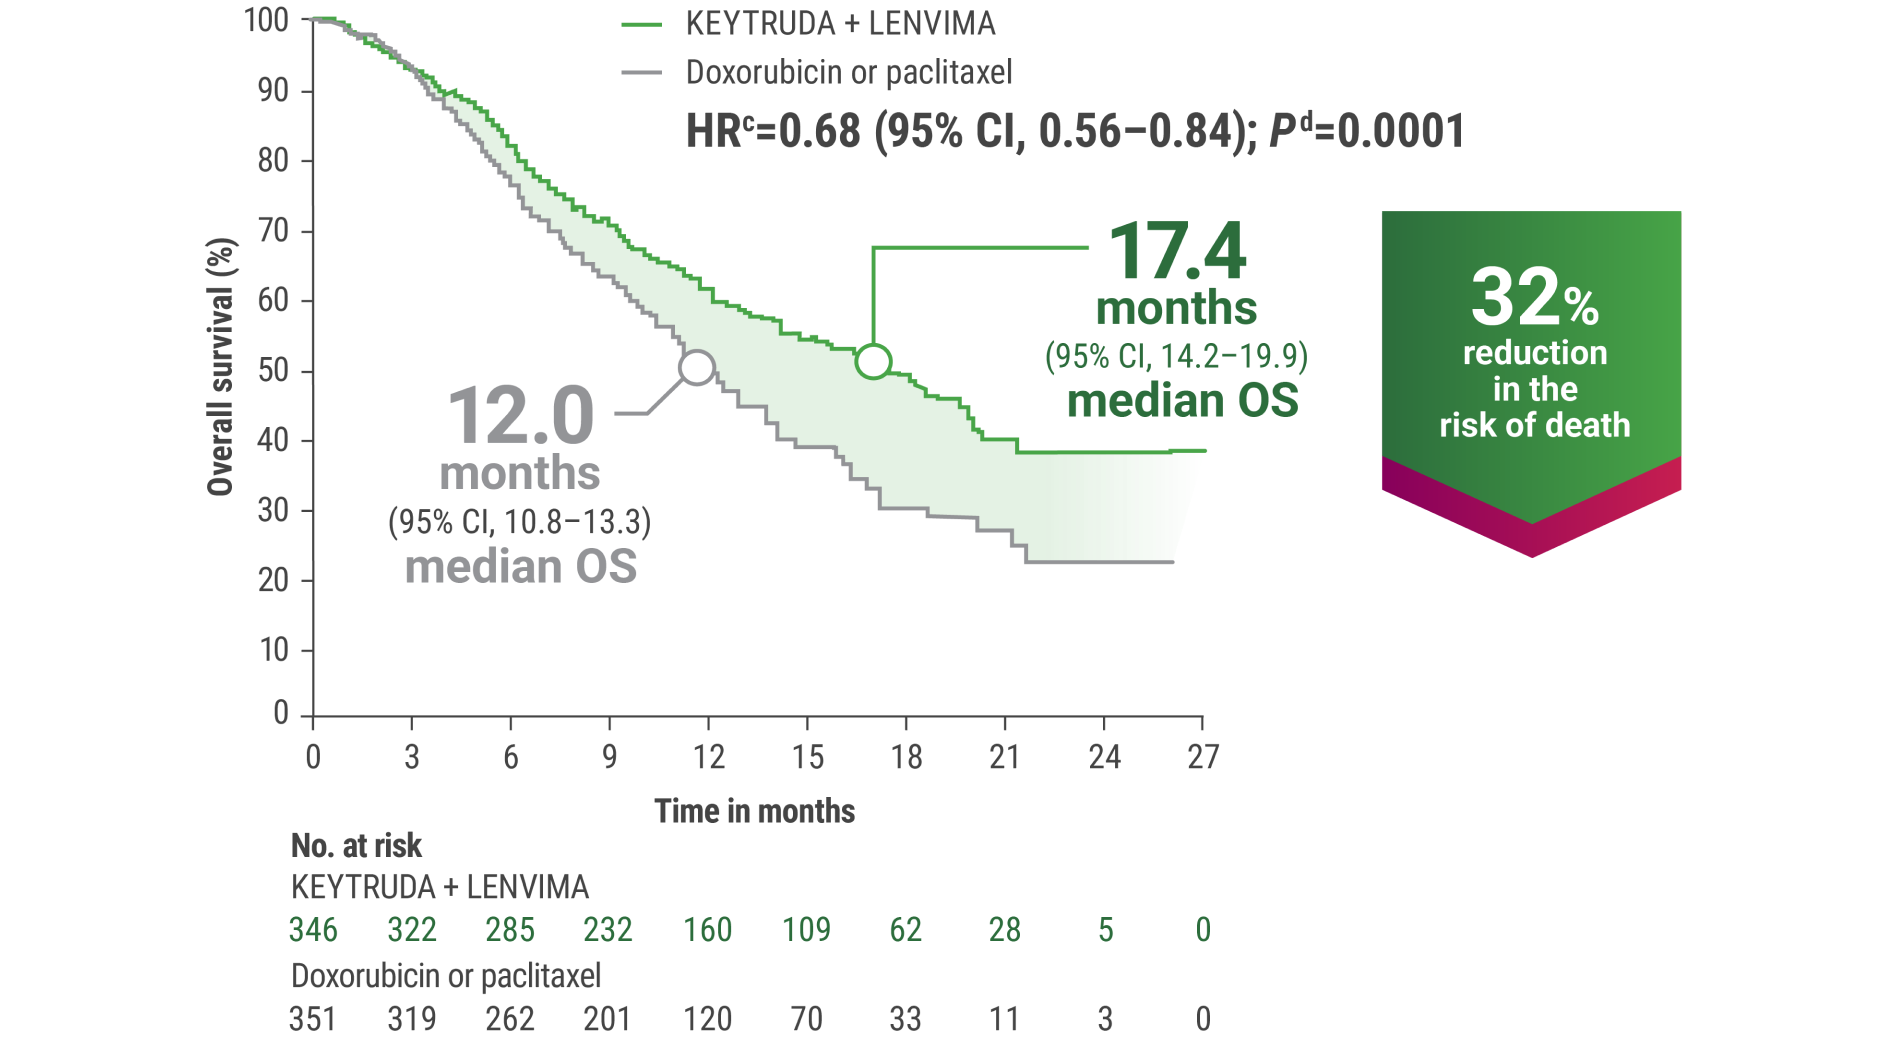 KEYTRUDA + LENVIMA
Doxorubicin or paclitaxel
HRc=0.68 (95% CI, 0.56–0.84); Pd=0.0001
Overall survival (%)
100
90
80
70
60
50
40
30
20
10
0
17.4
months
(95% CI, 14.2–19.9)
median OS
32%
reduction
in the
risk of death
12.0
months
(95% CI, 10.8–13.3)
median OS
0 3 6 9 12 15 18 21 24 27
Time in months
No. at risk
KEYTRUDA + LENVIMA
346 322 285 232 160 109 62 28 5 0
Doxorubicin or paclitaxel
351 319 262 201 120 70 33 11 3 0